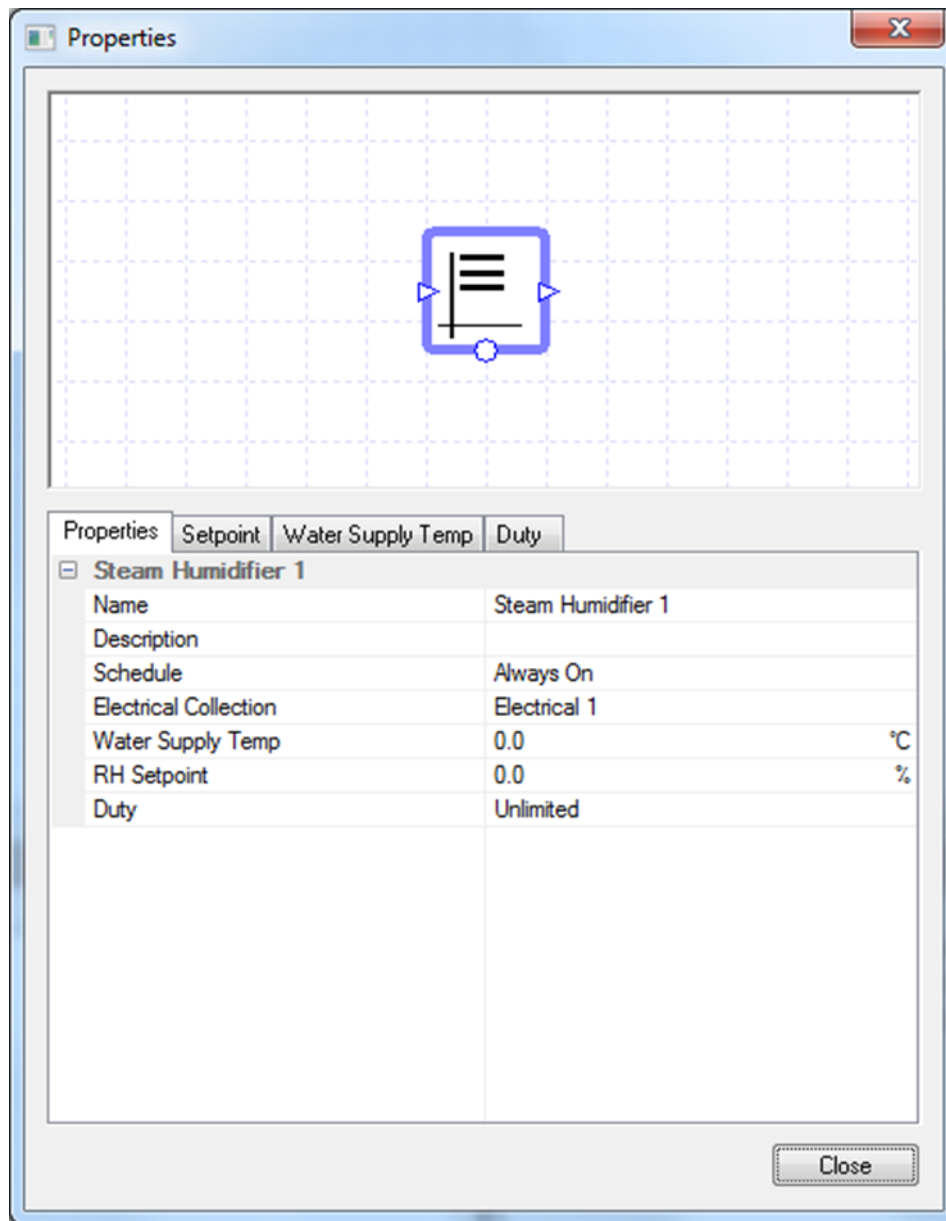 Properties
Properties Setpoint Water Supply Temp Duty
Steam Humidifier 1
Name Steam Humidifier 1
Description
Schedule Always On
Electrical Collection Electrical 1
Water Supply Temp 0.0 °C
RH Setpoint 0.0 %
Duty Unlimited
Close